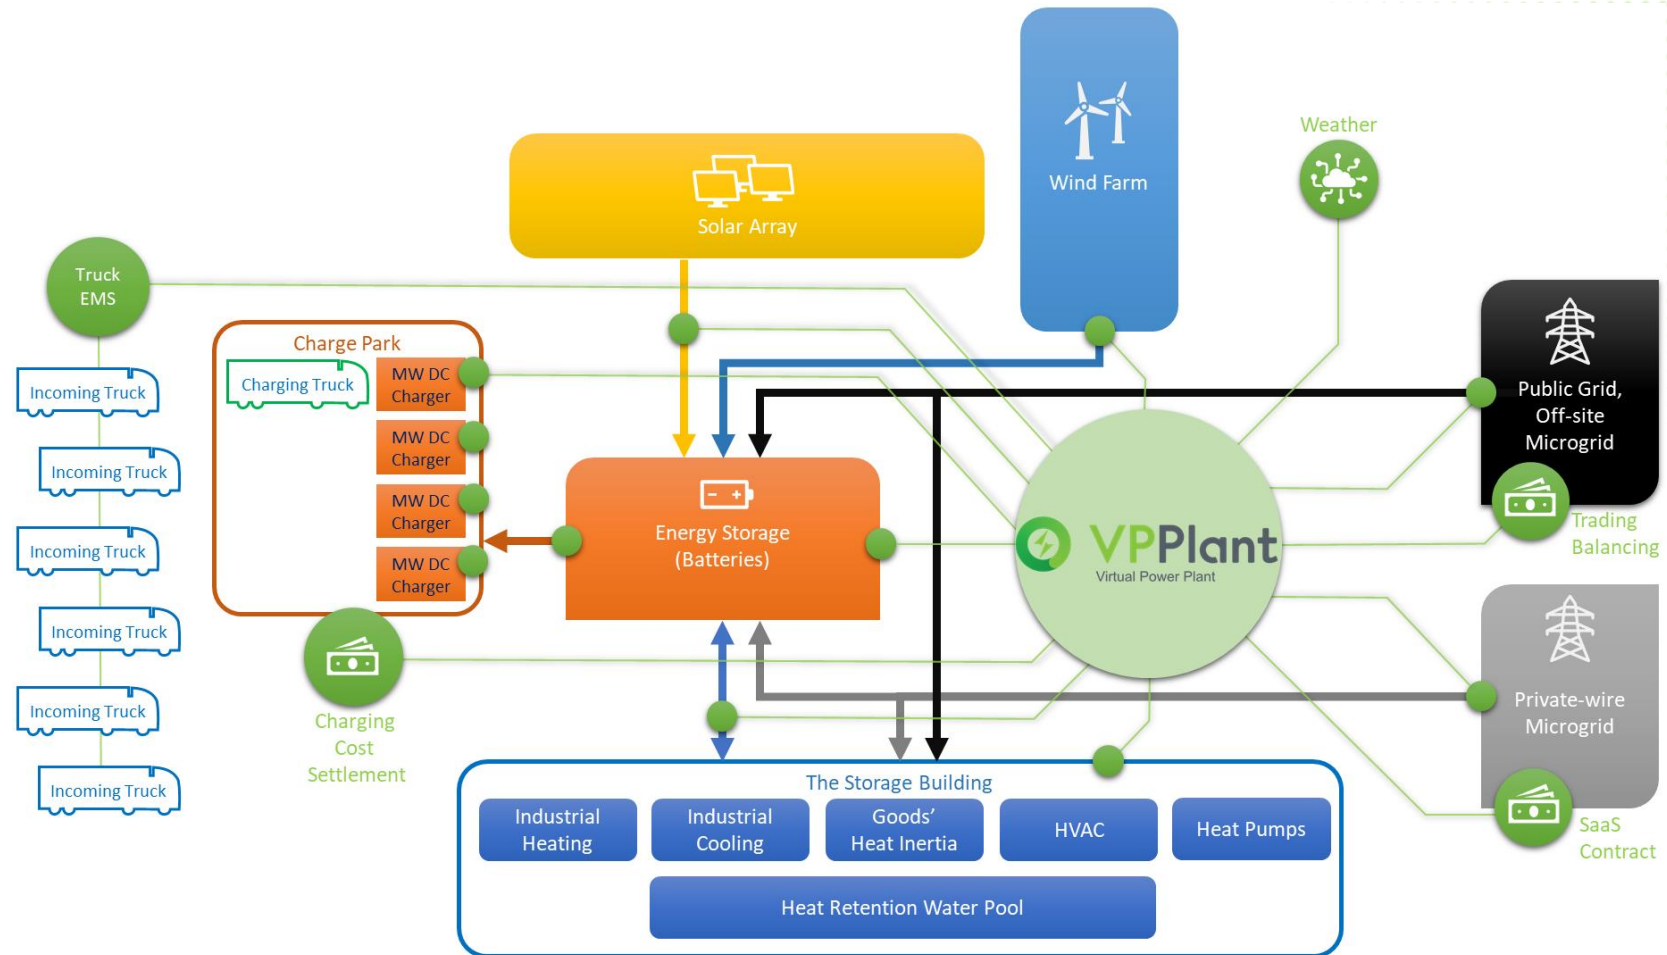 Weather
Wind Farm
Solar Array
Truck
EMS
Charge Park
Charging Truck
MW DC
Charger
MW DC
Charger
MW DC
Charger
MW DC
Charger
Incoming Truck
Incoming Truck
Incoming Truck
Incoming Truck
Incoming Truck
Incoming Truck
Charging
Cost
Settlement
Energy Storage
(Batteries)
VPPlant
Virtual Power Plant
Public Grid,
Off-site
Microgrid
Trading
Balancing
Private-wire
Microgrid
SaaS
Contract
The Storage Building
Industrial
Heating
Industrial
Cooling
Goods’
Heat Inertia
HVAC
Heat Pumps
Heat Retention Water Pool